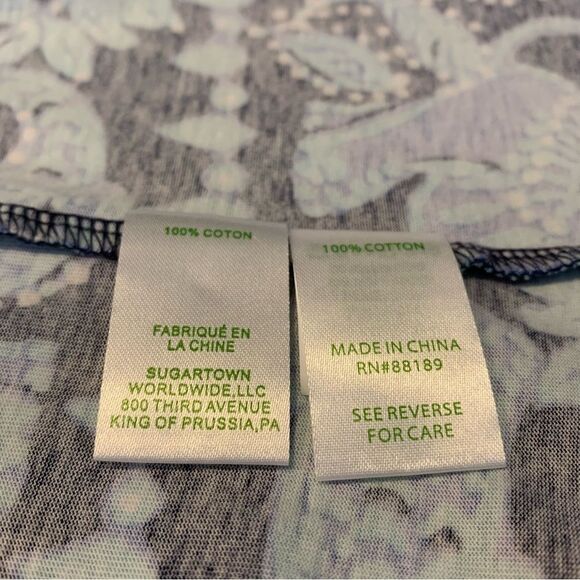 100% COTON
FABRIQUÉ EN
LA CHINE
SUGARTOWN
WORLDWIDE,LLC
800 THIRD AVENUE
KING OF PRUSSIA,PA
100% COTTON
MADE IN CHINA
RN#88189
SEE REVERSE
FOR CARE